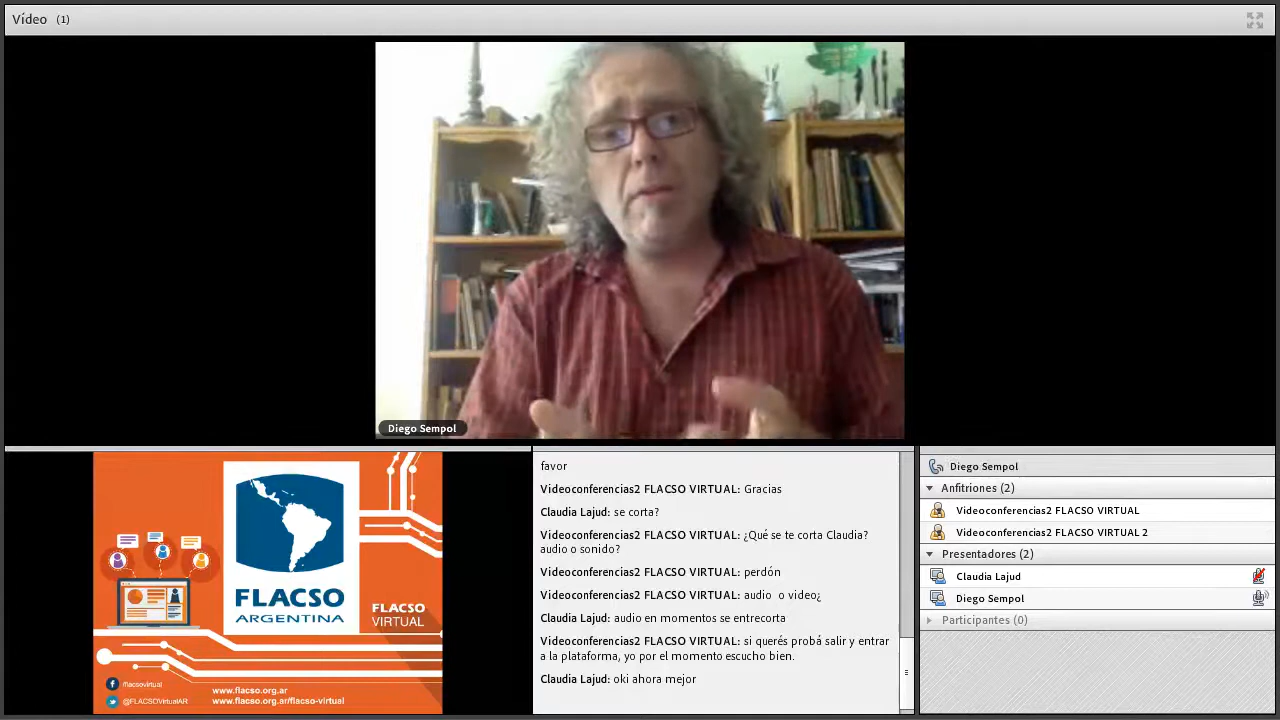 Vídeo (1)
Diego Sempol
FLACSO
ARGENTINA
FLACSO
VIRTUAL
flacsovirtual
@FLACSOVirtualAR
www.flacso.org.ar
www.flacso.org.ar/flacso-virtual
favor
Videoconferencias2 FLACSO VIRTUAL: Gracias
Claudia Lajud: se corta?
Videoconferencias2 FLACSO VIRTUAL: ¿Qué se te corta Claudia?
audio o sonido?
Videoconferencias2 FLACSO VIRTUAL: perdón
Videoconferencias2 FLACSO VIRTUAL: audio o video¿
Claudia Lajud: audio en momentos se entrecorta
Videoconferencias2 FLACSO VIRTUAL: si querés probá salir y entrar
a la plataforma, yo por el momento escucho bien.
Claudia Lajud: oki ahora mejor
Diego Sempol
Anfitriones (2)
Videoconferencias2 FLACSO VIRTUAL
Videoconferencias2 FLACSO VIRTUAL 2
Presentadores (2)
Claudia Lajud
Diego Sempol
Participantes (0)